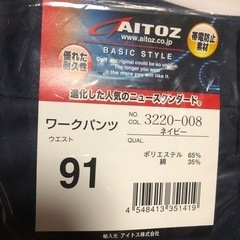 AITOZ
www.aitoz.co.jp
帯電防止
素材
優れた
耐久性
BASIC STYLE
進化した人気のニュースタンダード。
ワークパンツ
NO. 3220-008
COL. ネイビー
ウエスト
QUAL.
91
ポリエステル 65%
綿 35%
4 548413 351419
輸入元 アイトス株式会社